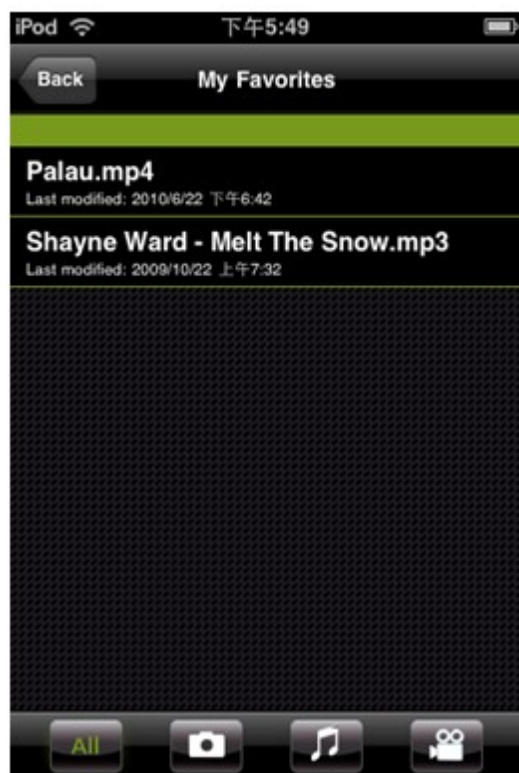 iPod 下午5:49
Back My Favorites
Palau.mp4
Last modified: 2010/6/22 下午6:42
Shayne Ward - Melt The Snow.mp3
Last modified: 2009/10/22 上午7:32
All